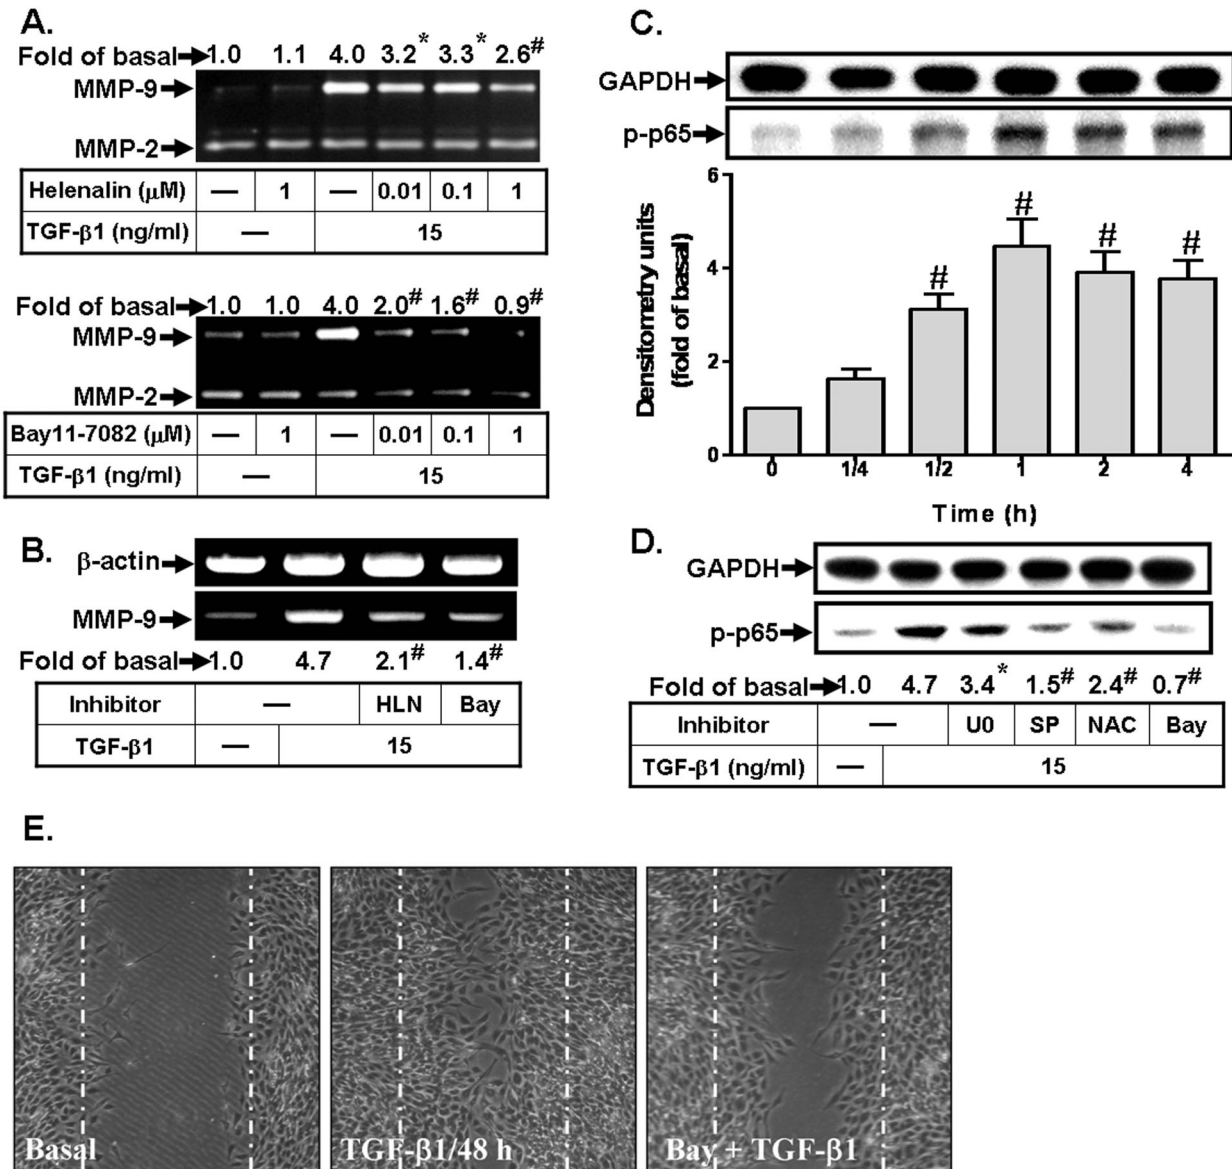 A.
Fold of basal 1.0 1.1 4.0 3.2* 3.3* 2.6#
MMP-9
MMP-2
Helenalin (μM) — 1 — 0.01 0.1 1
TGF-β1 (ng/ml) — 15
Fold of basal 1.0 1.0 4.0 2.0# 1.6# 0.9#
MMP-9
MMP-2
Bay11-7082 (μM) — 1 — 0.01 0.1 1
TGF-β1 (ng/ml) — 15
B.
β-actin
MMP-9
Fold of basal 1.0 4.7 2.1# 1.4#
Inhibitor — HLN Bay
TGF-β1 — 15
C.
GAPDH
p-p65
Densitometry units
(fold of basal)
6
4
2
0
# # # #
0 1/4 1/2 1 2 4
Time (h)
D.
GAPDH
p-p65
Fold of basal 1.0 4.7 3.4* 1.5# 2.4# 0.7#
Inhibitor — U0 SP NAC Bay
TGF-β1 (ng/ml) — 15
E.
Basal
TGF-β1/48 h
Bay + TGF-β1